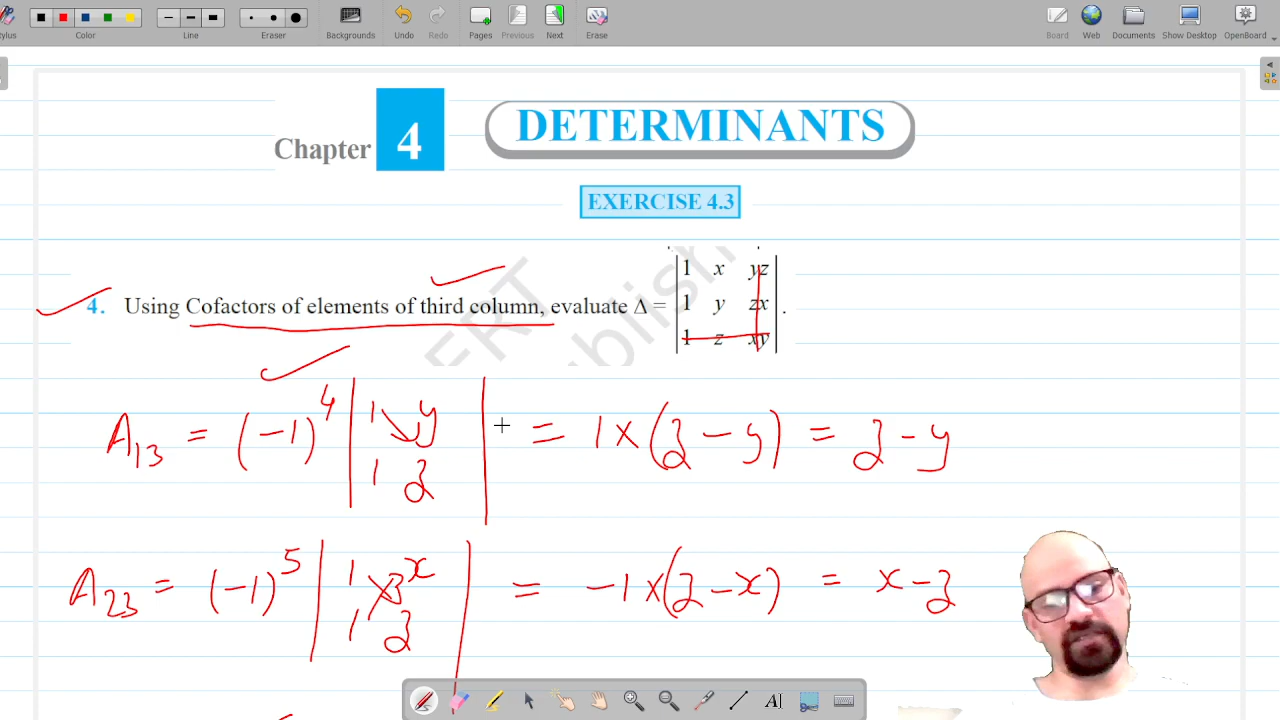 Stylus Color Line Eraser Backgrounds Undo Redo Pages Previous Next Erase Board Web Documents Show Desktop OpenBoard
Chapter 4 DETERMINANTS
EXERCISE 4.3
4. Using Cofactors of elements of third column, evaluate Δ = | 1 x yz |
| 1 y zx | .
| 1 z xy |
A₁₃ = (-1)⁴ | 1 y | = 1 × (z - y) = z - y
| 1 z |
A₂₃ = (-1)⁵ | 1 x | = -1 × (z - x) = x - z
| 1 z |